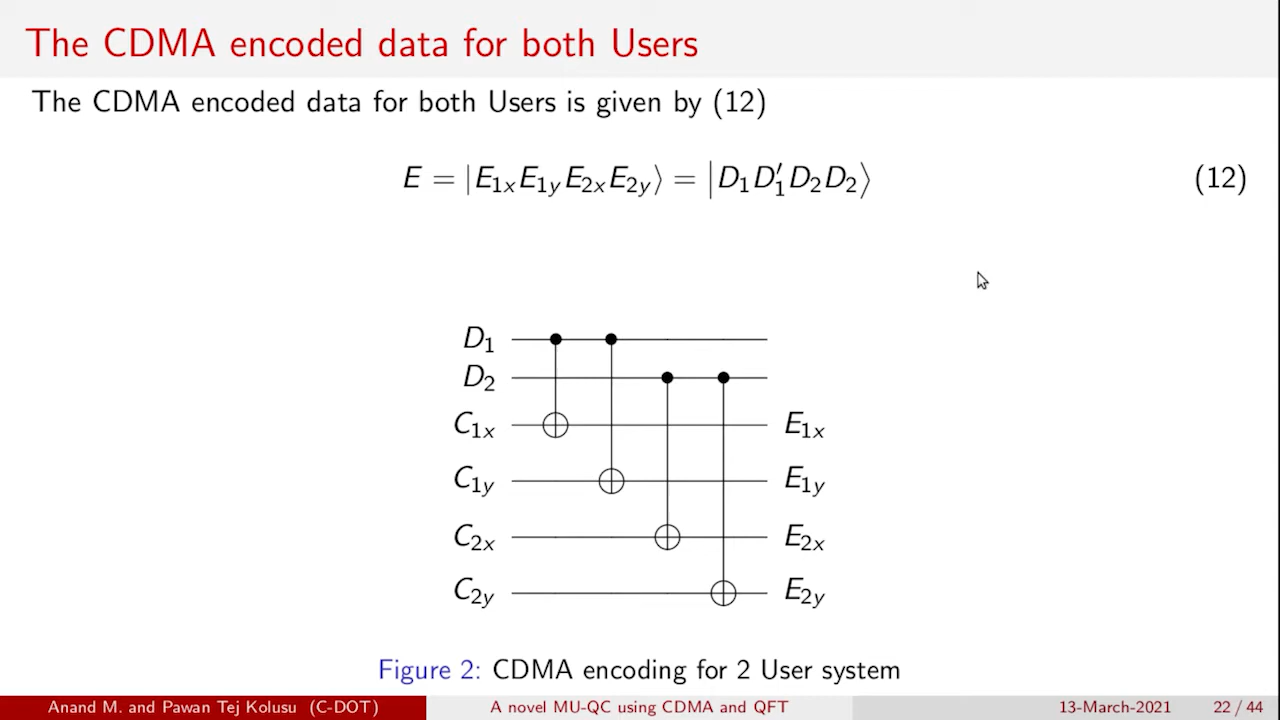 The CDMA encoded data for both Users
The CDMA encoded data for both Users is given by (12)
E = |E₁ₓE₁ᵧE₂ₓE₂ᵧ⟩ = |D₁D′₁D₂D₂⟩ (12)
D₁
D₂
C₁ₓ E₁ₓ
C₁ᵧ E₁ᵧ
C₂ₓ E₂ₓ
C₂ᵧ E₂ᵧ
Figure 2: CDMA encoding for 2 User system
Anand M. and Pawan Tej Kolusu (C-DOT) A novel MU-QC using CDMA and QFT 13-March-2021 22 / 44